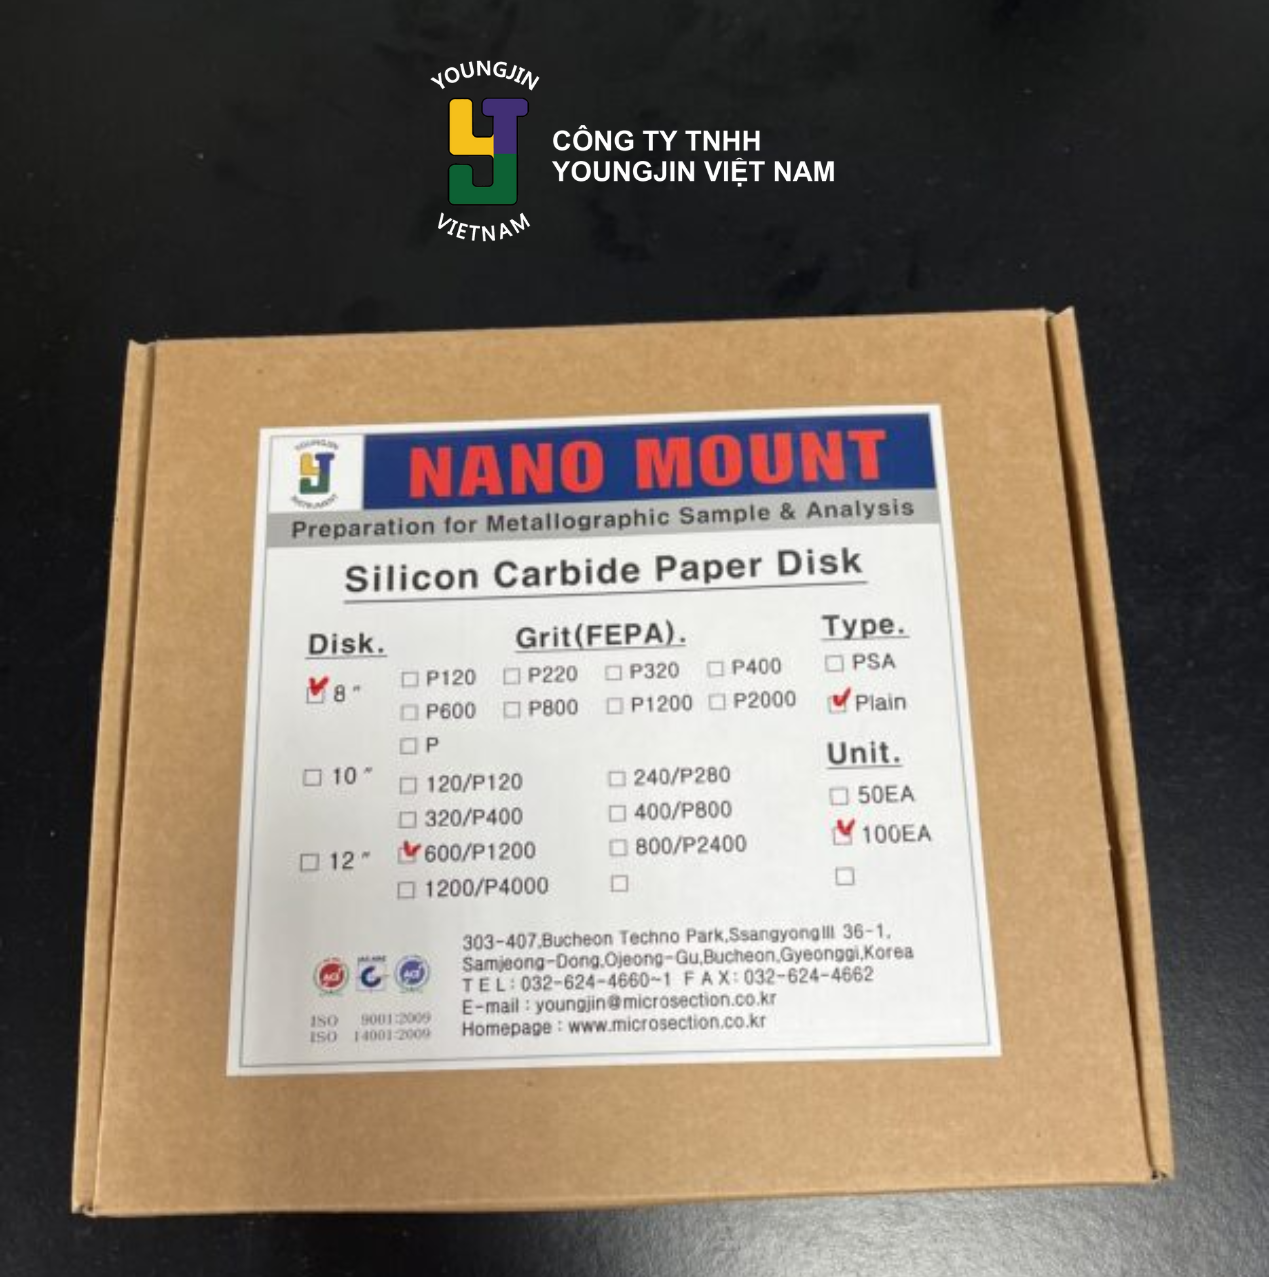 YOUNGJIN
VIETNAM
CÔNG TY TNHH
YOUNGJIN VIỆT NAM
YOUNGJIN
INSTRUMENT
NANO MOUNT
Preparation for Metallographic Sample & Analysis
Silicon Carbide Paper Disk
Disk. Grit(FEPA). Type.
8 ″ P120 P220 P320 P400 PSA
P600 P800 P1200 P2000 Plain
P
Unit.
10 ″ 120/P120 240/P280 50EA
320/P400 400/P800
12 ″ 600/P1200 800/P2400 100EA
1200/P4000
303-407,Bucheon Techno Park,SsangyongⅢ 36-1,
Samjeong-Dong,Ojeong-Gu,Bucheon,Gyeonggi,Korea
T E L : 032-624-4660~1 F A X : 032-624-4662
E-mail : youngjin@microsection.co.kr
Homepage : www.microsection.co.kr
ISO 9001:2009
ISO 14001:2009